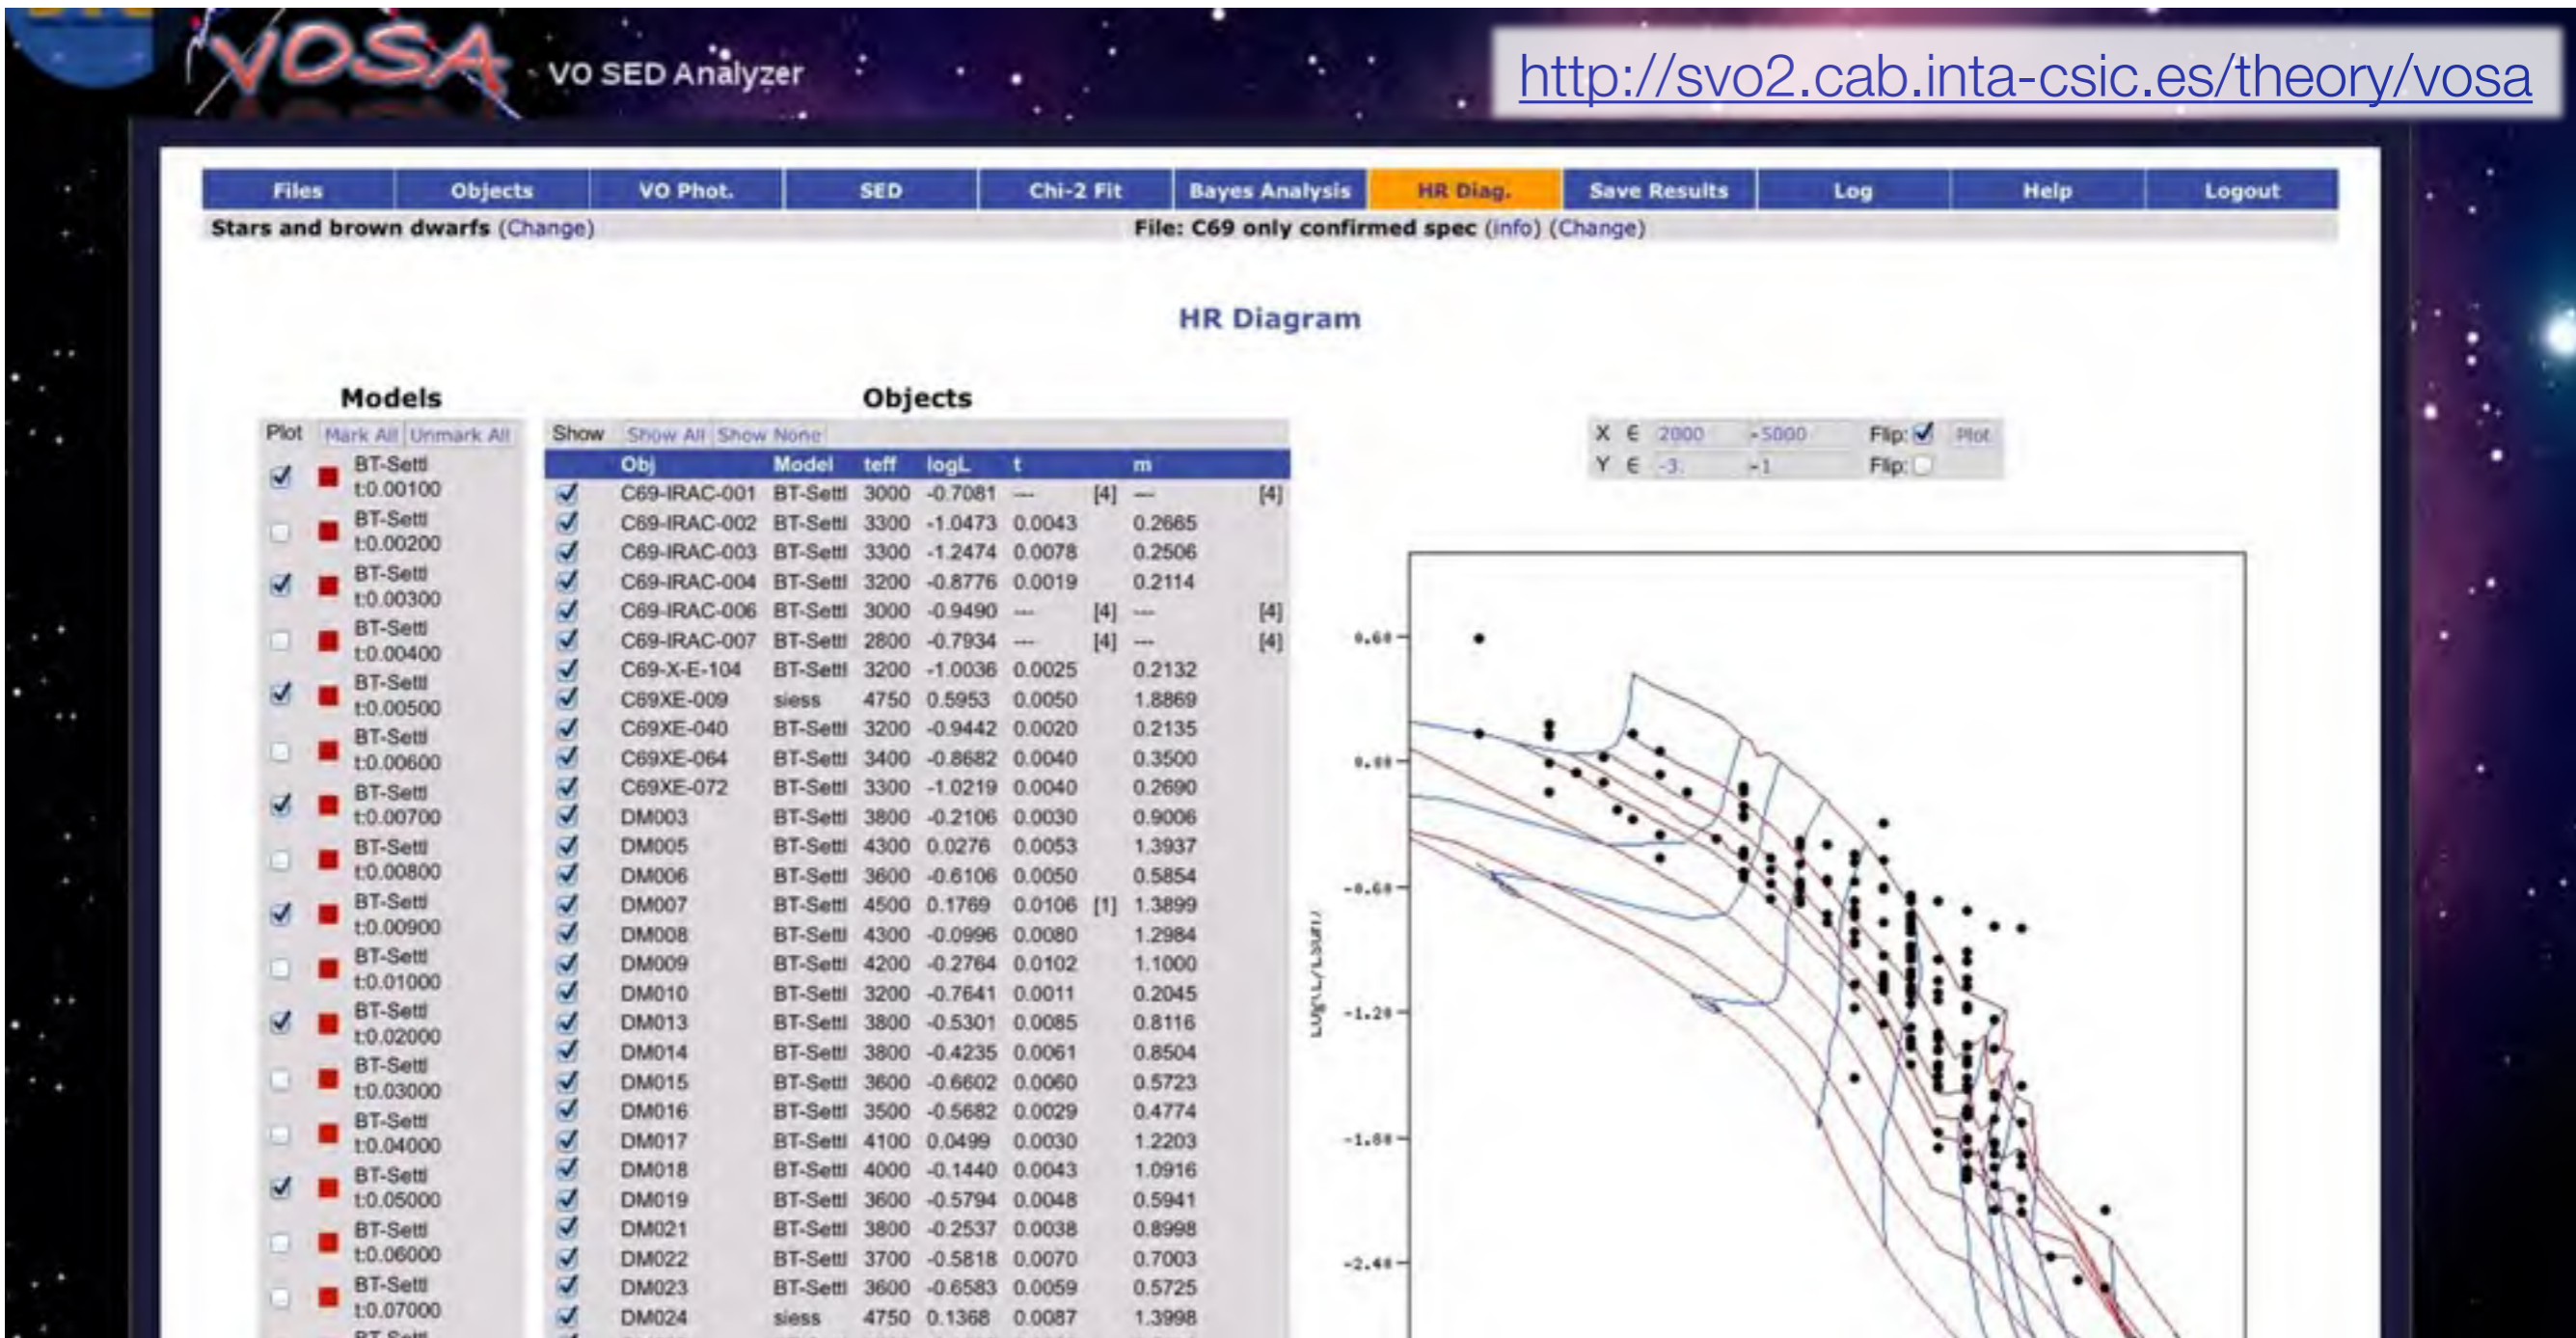 VOSA VO SED Analyzer
http://svo2.cab.inta-csic.es/theory/vosa
Files Objects VO Phot. SED Chi-2 Fit Bayes Analysis HR Diag. Save Results Log Help Logout
Stars and brown dwarfs (Change) File: C69 only confirmed spec (info) (Change)
HR Diagram
Models
Plot Mark All Unmark All
BT-Settl
t:0.00100
BT-Settl
t:0.00200
BT-Settl
t:0.00300
BT-Settl
t:0.00400
BT-Settl
t:0.00500
BT-Settl
t:0.00600
BT-Settl
t:0.00700
BT-Settl
t:0.00800
BT-Settl
t:0.00900
BT-Settl
t:0.01000
BT-Settl
t:0.02000
BT-Settl
t:0.03000
BT-Settl
t:0.04000
BT-Settl
t:0.05000
BT-Settl
t:0.06000
BT-Settl
t:0.07000
Objects
Show Show All Show None
Obj Model teff logL t m
C69-IRAC-001 BT-Settl 3000 -0.7081 --- [4] --- [4]
C69-IRAC-002 BT-Settl 3300 -1.0473 0.0043 0.2665
C69-IRAC-003 BT-Settl 3300 -1.2474 0.0078 0.2506
C69-IRAC-004 BT-Settl 3200 -0.8776 0.0019 0.2114
C69-IRAC-006 BT-Settl 3000 -0.9490 --- [4] --- [4]
C69-IRAC-007 BT-Settl 2800 -0.7934 --- [4] --- [4]
C69-X-E-104 BT-Settl 3200 -1.0036 0.0025 0.2132
C69XE-009 siess 4750 0.5953 0.0050 1.8869
C69XE-040 BT-Settl 3200 -0.9442 0.0020 0.2135
C69XE-064 BT-Settl 3400 -0.8682 0.0040 0.3500
C69XE-072 BT-Settl 3300 -1.0219 0.0040 0.2690
DM003 BT-Settl 3800 -0.2106 0.0030 0.9006
DM005 BT-Settl 4300 0.0276 0.0053 1.3937
DM006 BT-Settl 3600 -0.6106 0.0050 0.5854
DM007 BT-Settl 4500 0.1769 0.0106 [1] 1.3899
DM008 BT-Settl 4300 -0.0996 0.0080 1.2984
DM009 BT-Settl 4200 -0.2764 0.0102 1.1000
DM010 BT-Settl 3200 -0.7641 0.0011 0.2045
DM013 BT-Settl 3800 -0.5301 0.0085 0.8116
DM014 BT-Settl 3800 -0.4235 0.0061 0.8504
DM015 BT-Settl 3600 -0.6602 0.0060 0.5723
DM016 BT-Settl 3500 -0.5682 0.0029 0.4774
DM017 BT-Settl 4100 0.0499 0.0030 1.2203
DM018 BT-Settl 4000 -0.1440 0.0043 1.0916
DM019 BT-Settl 3600 -0.5794 0.0048 0.5941
DM021 BT-Settl 3800 -0.2537 0.0038 0.8998
DM022 BT-Settl 3700 -0.5818 0.0070 0.7003
DM023 BT-Settl 3600 -0.6583 0.0059 0.5725
DM024 siess 4750 0.1368 0.0087 1.3998
X ∈ 2000 - 5000 Flip: Plot
Y ∈ -3. - 1 Flip:
0.60
0.00
-0.60
-1.20
-1.80
-2.40
Log(L/Lsun)